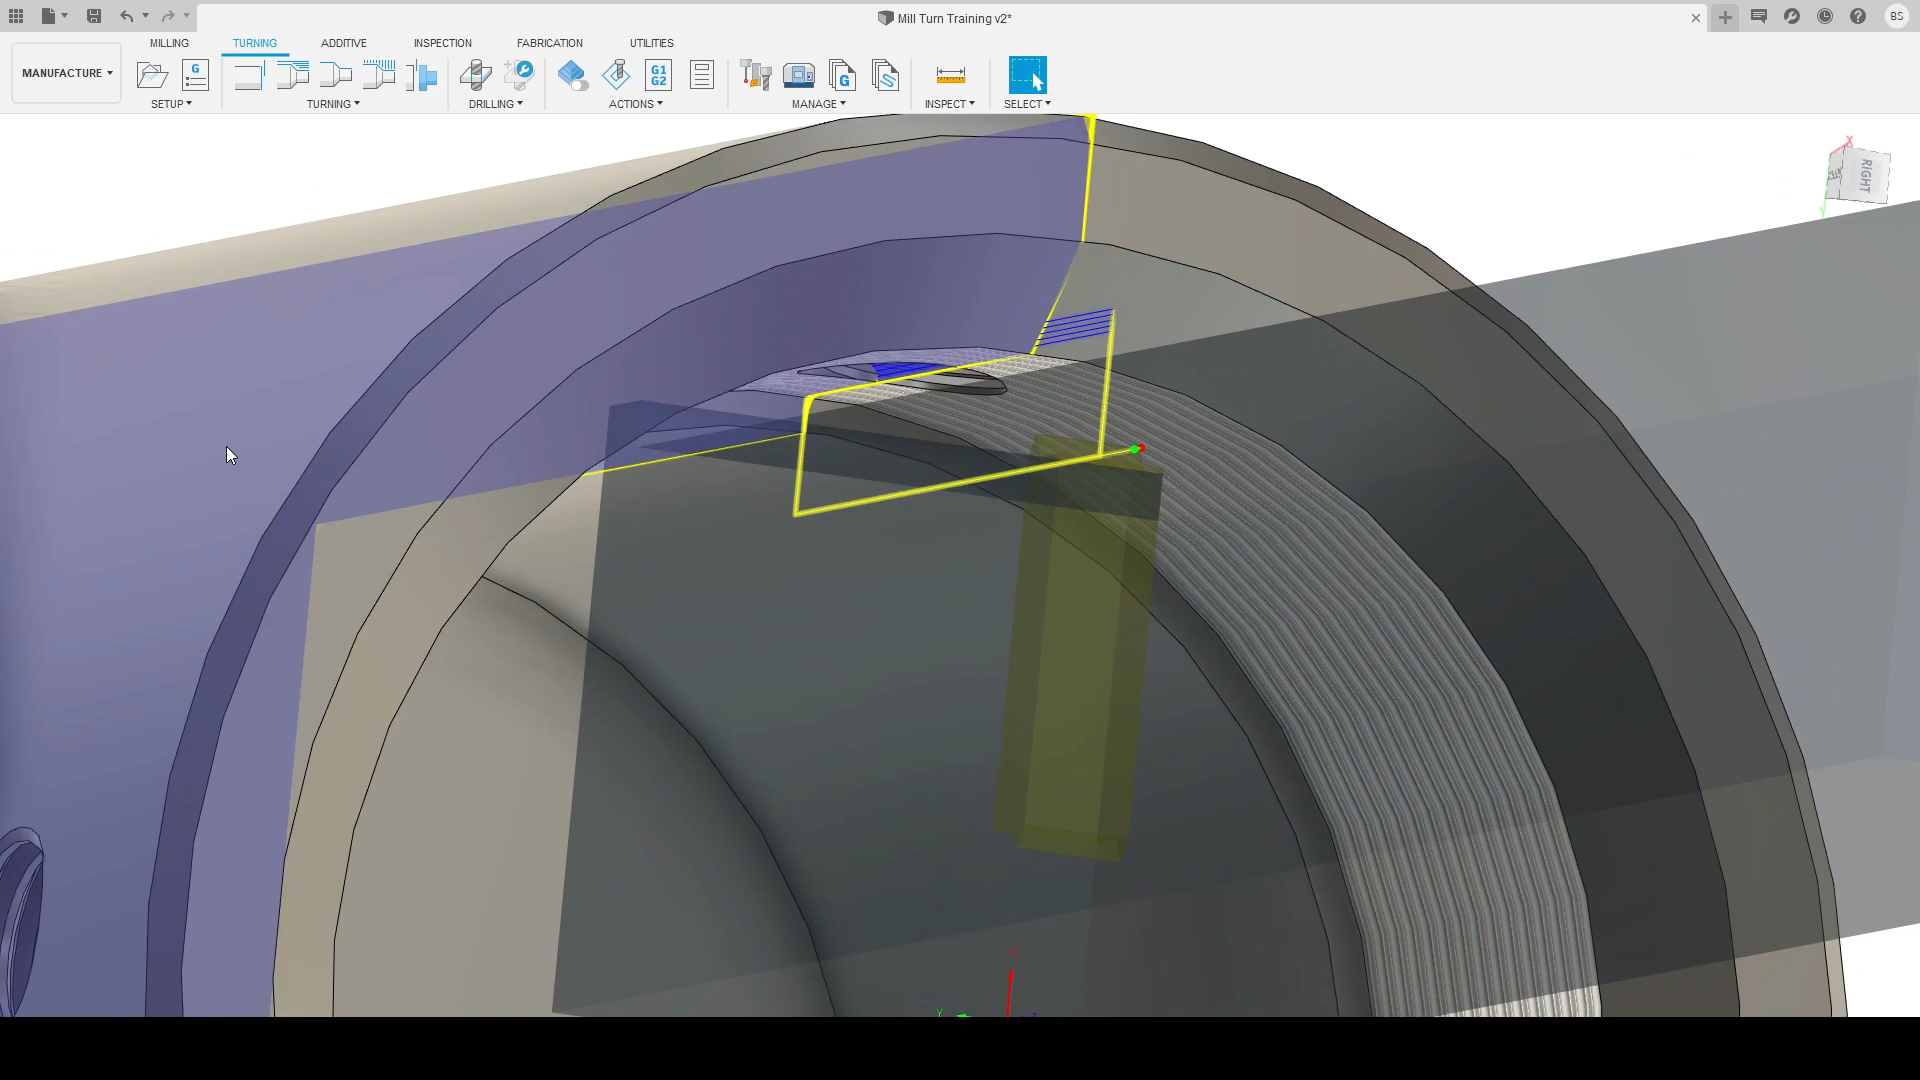 Mill Turn Training v2*
BS
MILLING
TURNING
ADDITIVE
INSPECTION
FABRICATION
UTILITIES
MANUFACTURE
G
G1
G2
G
SETUP
TURNING
DRILLING
ACTIONS
MANAGE
INSPECT
SELECT
X
RIGHT
Y